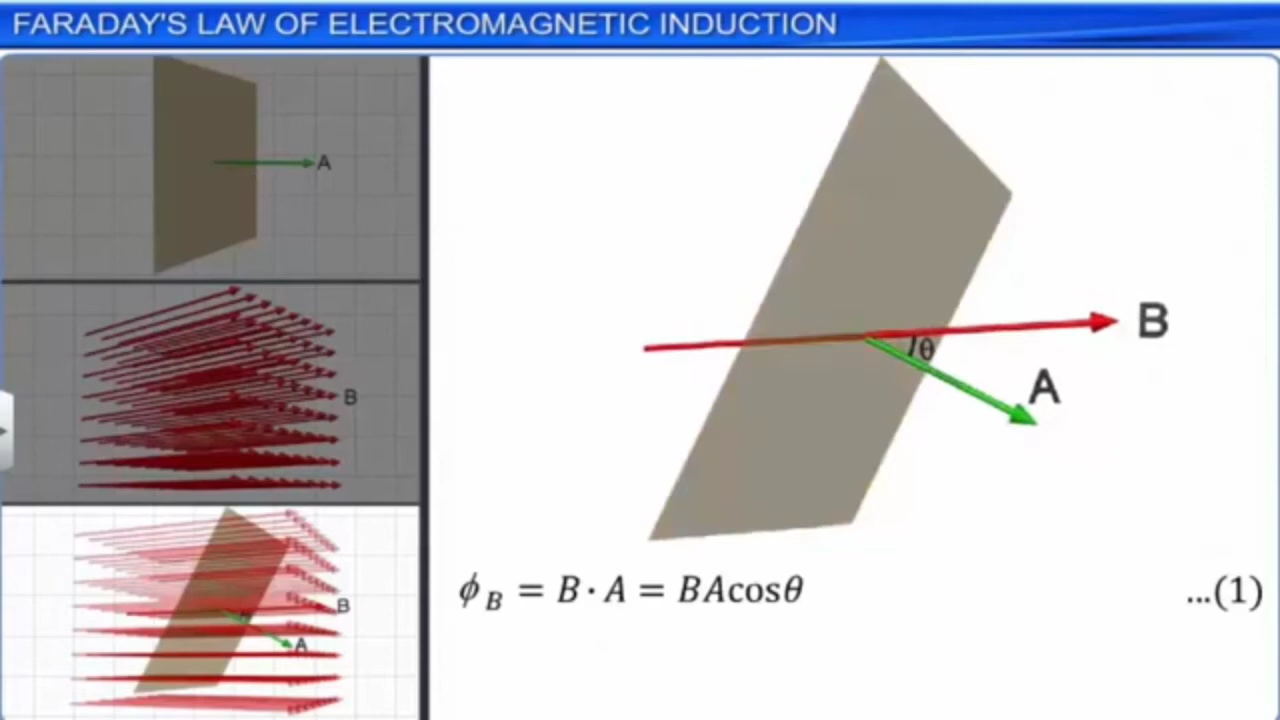 FARADAY'S LAW OF ELECTROMAGNETIC INDUCTION
A
B
B
A
B
θ
A
ϕ_B = B · A = BAcosθ ...(1)